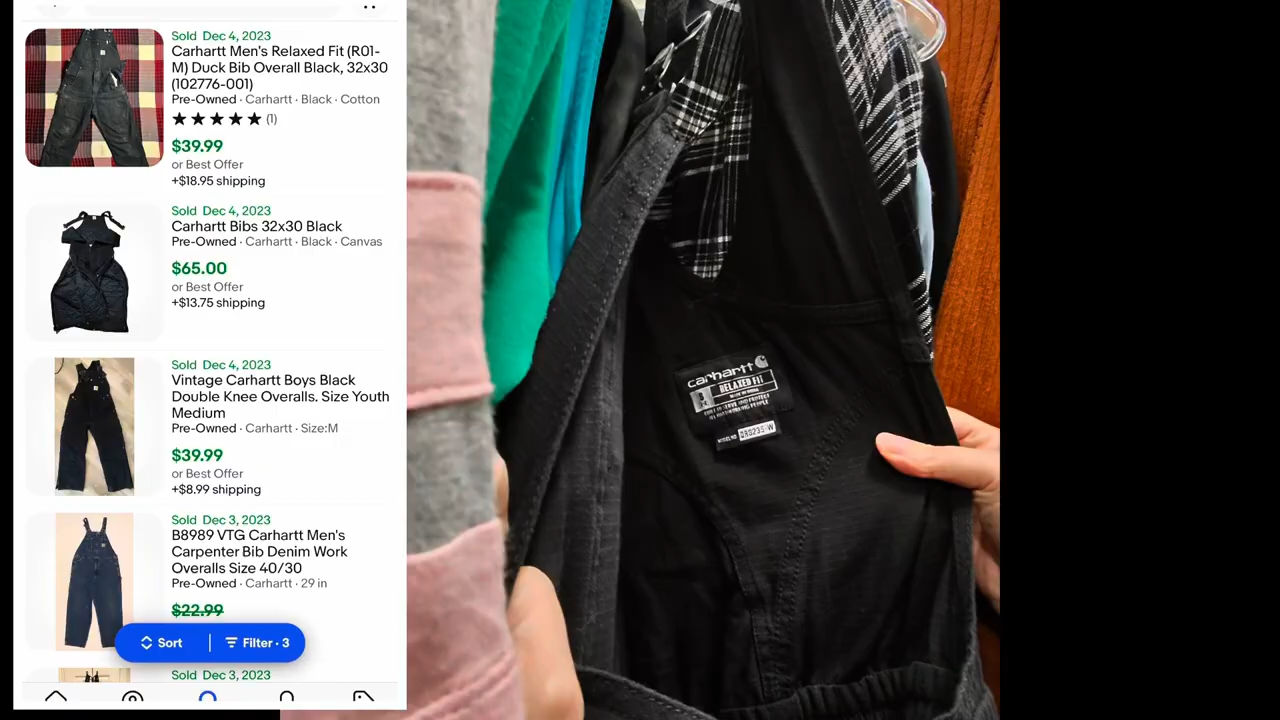 Sold Dec 4, 2023
Carhartt Men's Relaxed Fit (R01-
M) Duck Bib Overall Black, 32x30
(102776-001)
Pre-Owned · Carhartt · Black · Cotton
★★★★★ (1)
$39.99
or Best Offer
+$18.95 shipping
Sold Dec 4, 2023
Carhartt Bibs 32x30 Black
Pre-Owned · Carhartt · Black · Canvas
$65.00
or Best Offer
+$13.75 shipping
Sold Dec 4, 2023
Vintage Carhartt Boys Black
Double Knee Overalls. Size Youth
Medium
Pre-Owned · Carhartt · Size:M
$39.99
or Best Offer
+$8.99 shipping
Sold Dec 3, 2023
B8989 VTG Carhartt Men's
Carpenter Bib Denim Work
Overalls Size 40/30
Pre-Owned · Carhartt · 29 in
$22.99
Sort
Filter · 3
Sold Dec 3, 2023
carhartt
RELAXED FIT